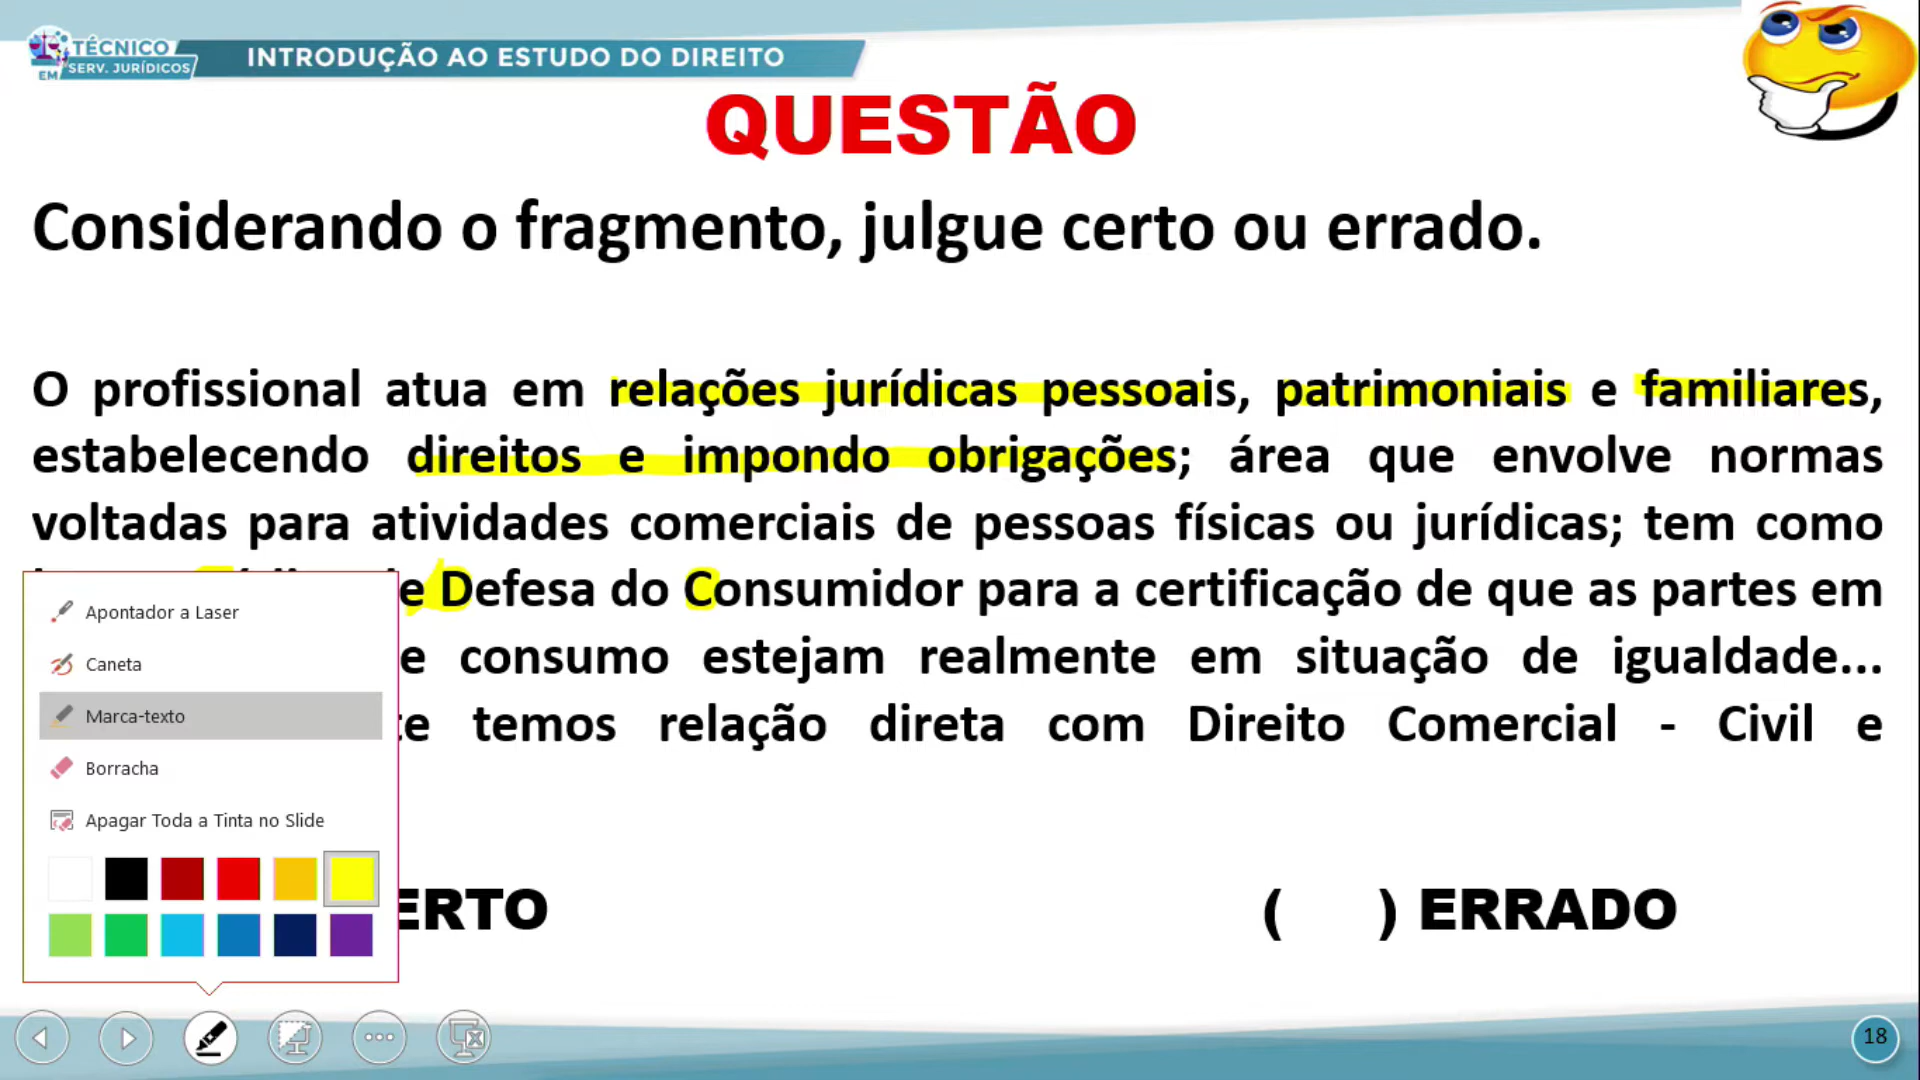 TÉCNICO
EM SERV. JURÍDICOS
INTRODUÇÃO AO ESTUDO DO DIREITO
QUESTÃO
Considerando o fragmento, julgue certo ou errado.
O profissional atua em relações jurídicas pessoais, patrimoniais e familiares,
estabelecendo direitos e impondo obrigações; área que envolve normas
voltadas para atividades comerciais de pessoas físicas ou jurídicas; tem como
e Defesa do Consumidor para a certificação de que as partes em
e consumo estejam realmente em situação de igualdade...
te temos relação direta com Direito Comercial - Civil e
Apontador a Laser
Caneta
Marca-texto
Borracha
Apagar Toda a Tinta no Slide
ERTO
( ) ERRADO
18